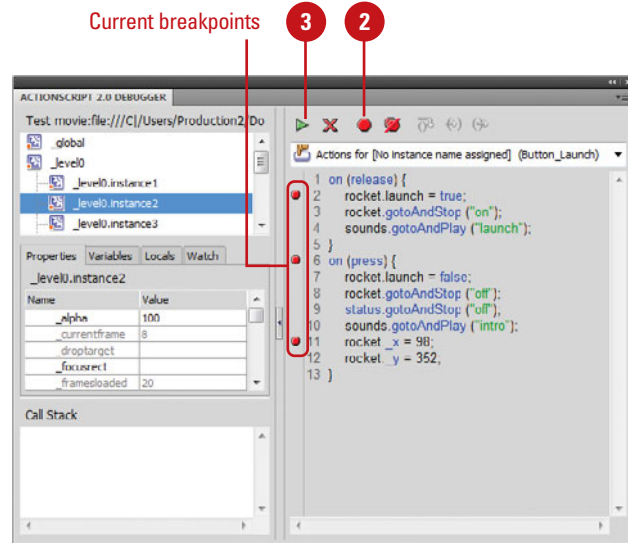 Current breakpoints
3
2
ACTIONSCRIPT 2.0 DEBUGGER
Test movie:file:///C|/Users/Production2/Do
_global
_level0
_level0.instance1
_level0.instance2
_level0.instance3
Properties Variables Locals Watch
_level0.instance2
Name Value
_alpha 100
_currentframe 8
_droptarget
_focusrect
_framesloaded 20
Call Stack
Actions for [No instance name assigned] (Button_Launch)
1 on (release) {
2 rocket.launch = true;
3 rocket.gotoAndStop ("on");
4 sounds.gotoAndPlay ("launch");
5 }
6 on (press) {
7 rocket.launch = false;
8 rocket.gotoAndStop ("off");
9 status.gotoAndStop ("off");
10 sounds.gotoAndPlay ("intro");
11 rocket._x = 98;
12 rocket._y = 352;
13 }